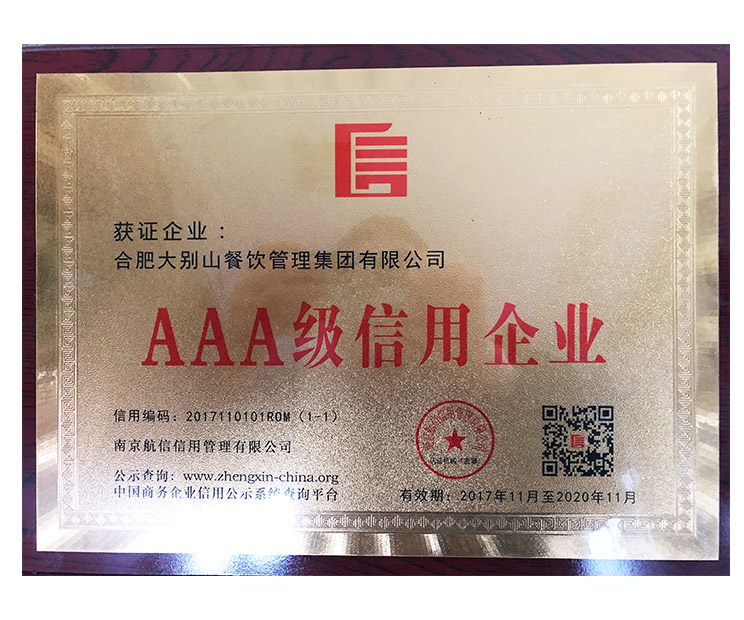 获证企业：
合肥大别山餐饮管理集团有限公司
AAA级信用企业
信用编码：2017110101ROM（1-1）
南京航信信用管理有限公司
公示查询：www.zhengxin-china.org
中国商务企业信用公示系统查询平台
有效期：2017年11月至2020年11月